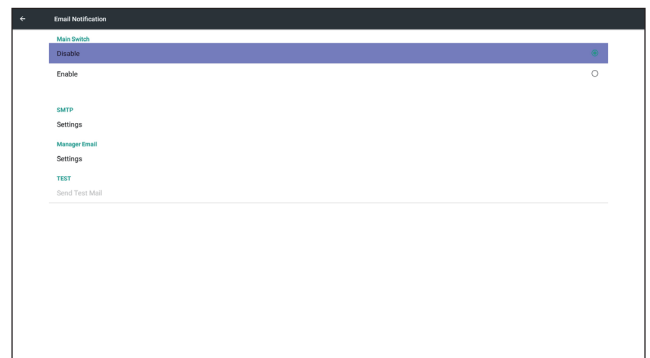 Email Notification
Main Switch
Disable
Enable
SMTP
Settings
Manager Email
Settings
TEST
Send Test Mail